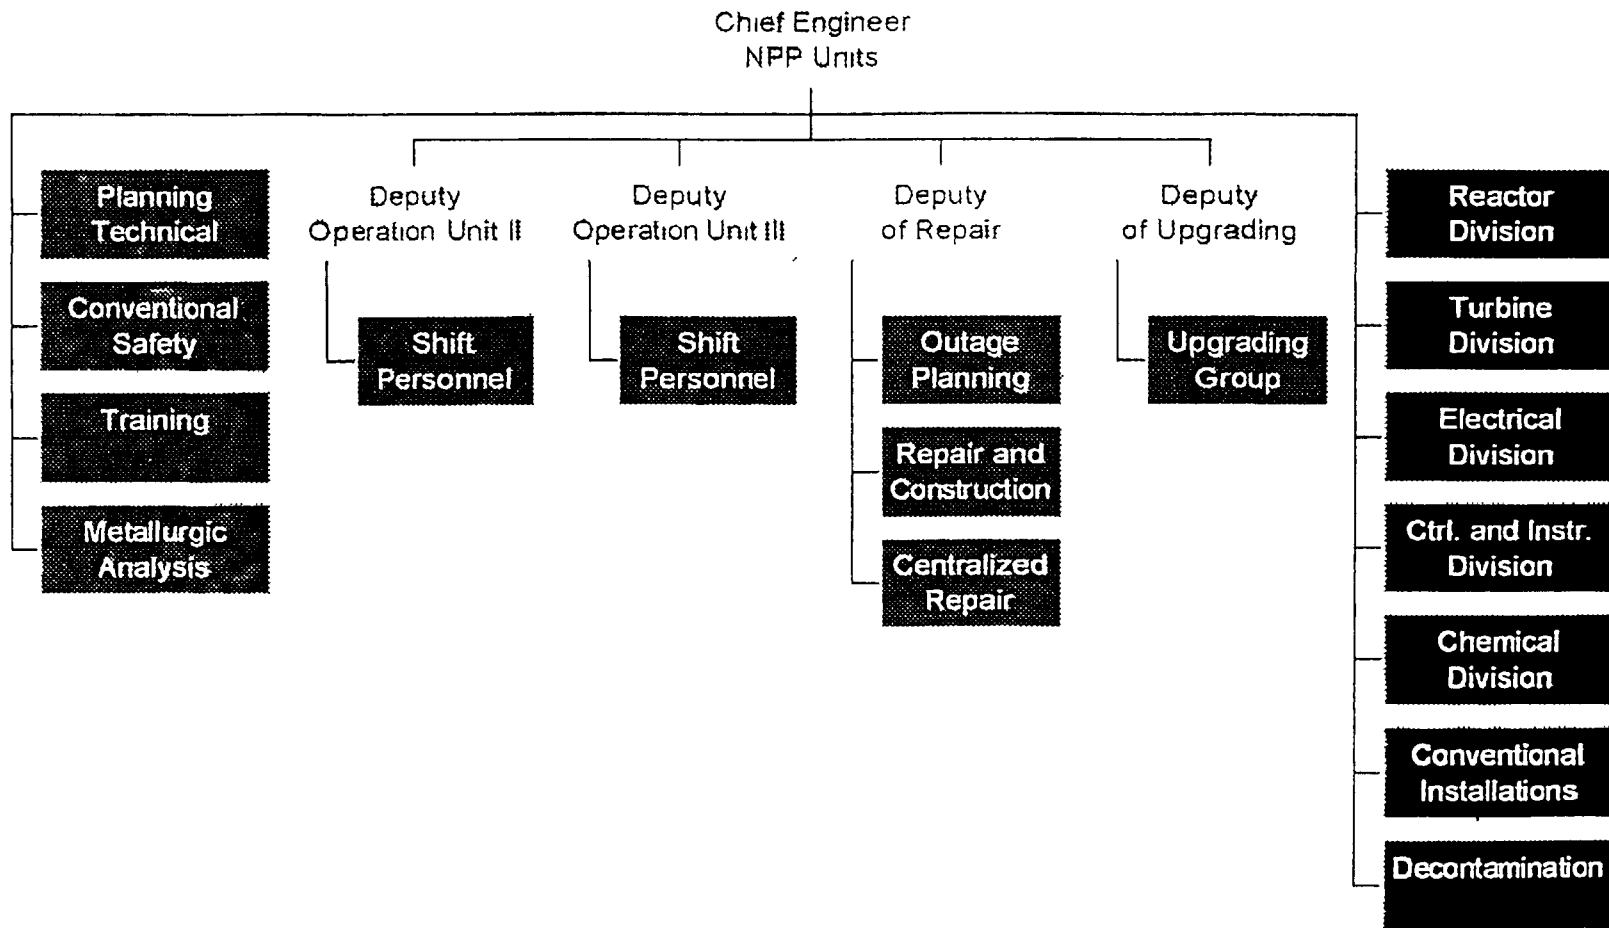 Chief Engineer
NPP Units
Planning
Technical
Conventional
Safety
Training
Metallurgic
Analysis
Deputy
Operation Unit II
Shift
Personnel
Deputy
Operation Unit III
Shift
Personnel
Deputy
of Repair
Outage
Planning
Repair and
Construction
Centralized
Repair
Deputy
of Upgrading
Upgrading
Group
Reactor
Division
Turbine
Division
Electrical
Division
Ctrl. and Instr.
Division
Chemical
Division
Conventional
Installations
Decontamination